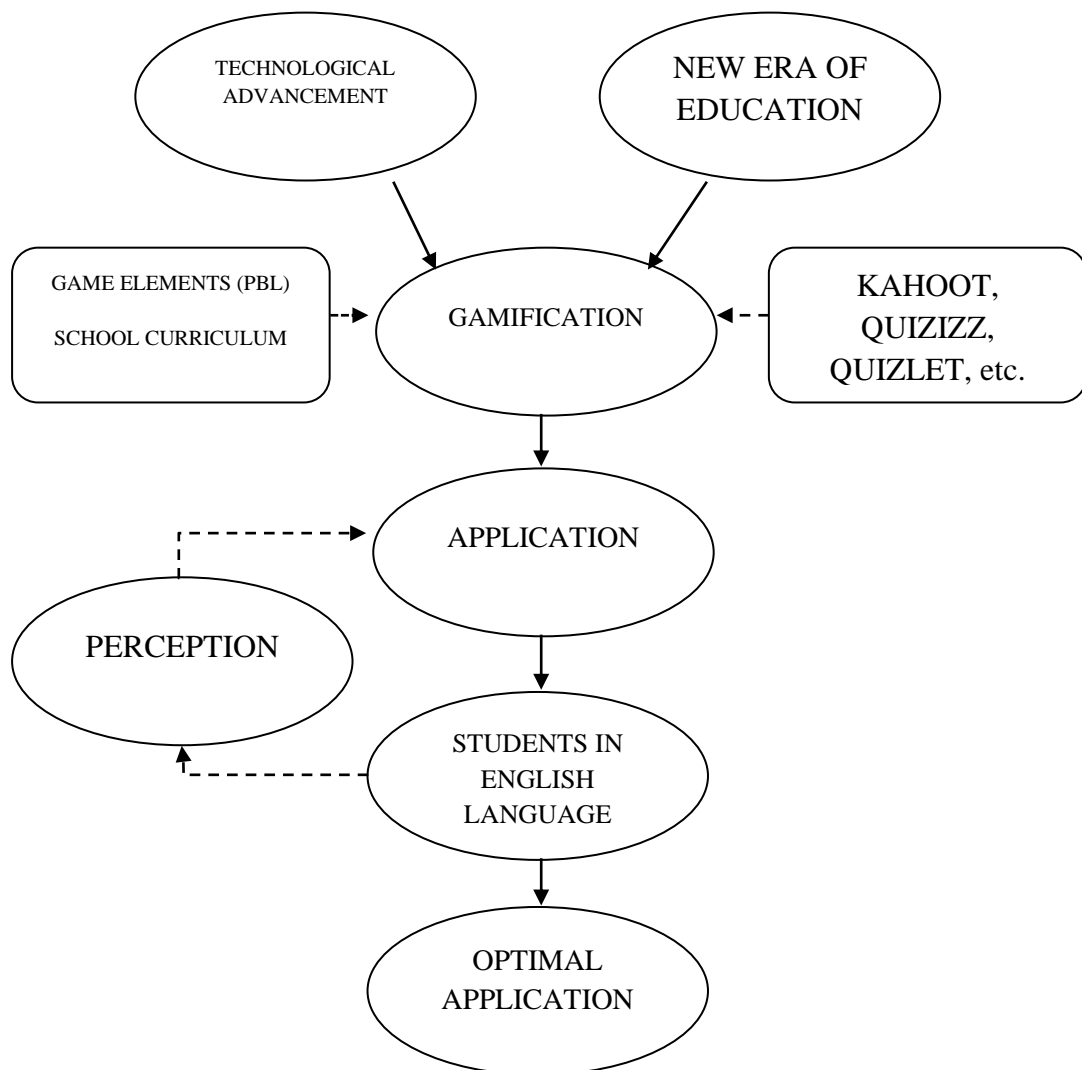 TECHNOLOGICAL
ADVANCEMENT
NEW ERA OF
EDUCATION
GAME ELEMENTS (PBL)
SCHOOL CURRICULUM
GAMIFICATION
KAHOOT,
QUIZIZZ,
QUIZLET, etc.
APPLICATION
PERCEPTION
STUDENTS IN
ENGLISH
LANGUAGE
OPTIMAL
APPLICATION